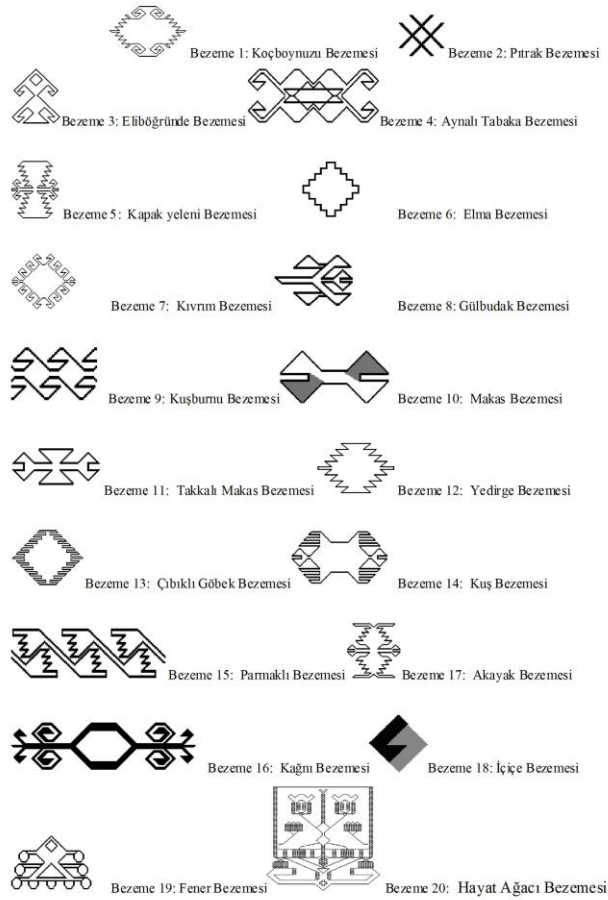 Bezeme 1: Koçboynuzu Bezemesi
Bezeme 2: Pıtrak Bezemesi
Bezeme 3: Eliböğründe Bezemesi
Bezeme 4: Aynalı Tabaka Bezemesi
Bezeme 5: Kapak yeleni Bezemesi
Bezeme 6: Elma Bezemesi
Bezeme 7: Kıvrım Bezemesi
Bezeme 8: Gülbudak Bezemesi
Bezeme 9: Kuşburnu Bezemesi
Bezeme 10: Makas Bezemesi
Bezeme 11: Takkalı Makas Bezemesi
Bezeme 12: Yedirge Bezemesi
Bezeme 13: Çıbıklı Göbek Bezemesi
Bezeme 14: Kuş Bezemesi
Bezeme 15: Parmaklı Bezemesi
Bezeme 17: Akayak Bezemesi
Bezeme 16: Kağnı Bezemesi
Bezeme 18: İçiçe Bezemesi
Bezeme 19: Fener Bezemesi
Bezeme 20: Hayat Ağacı Bezemesi